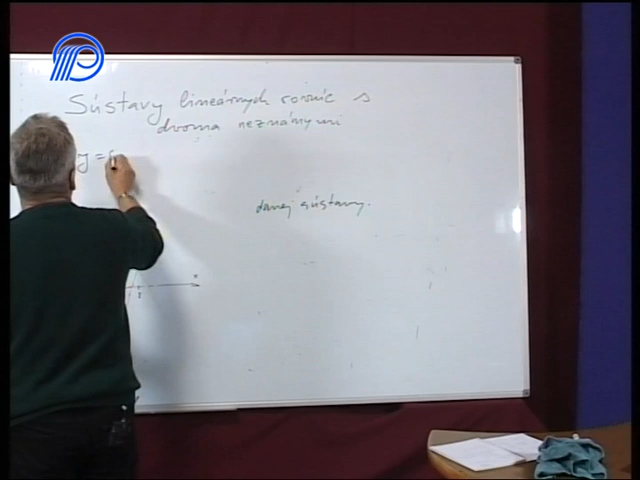 Sústavy lineárnych rovníc s
dvoma neznámymi
y =
danej sústavy.
x